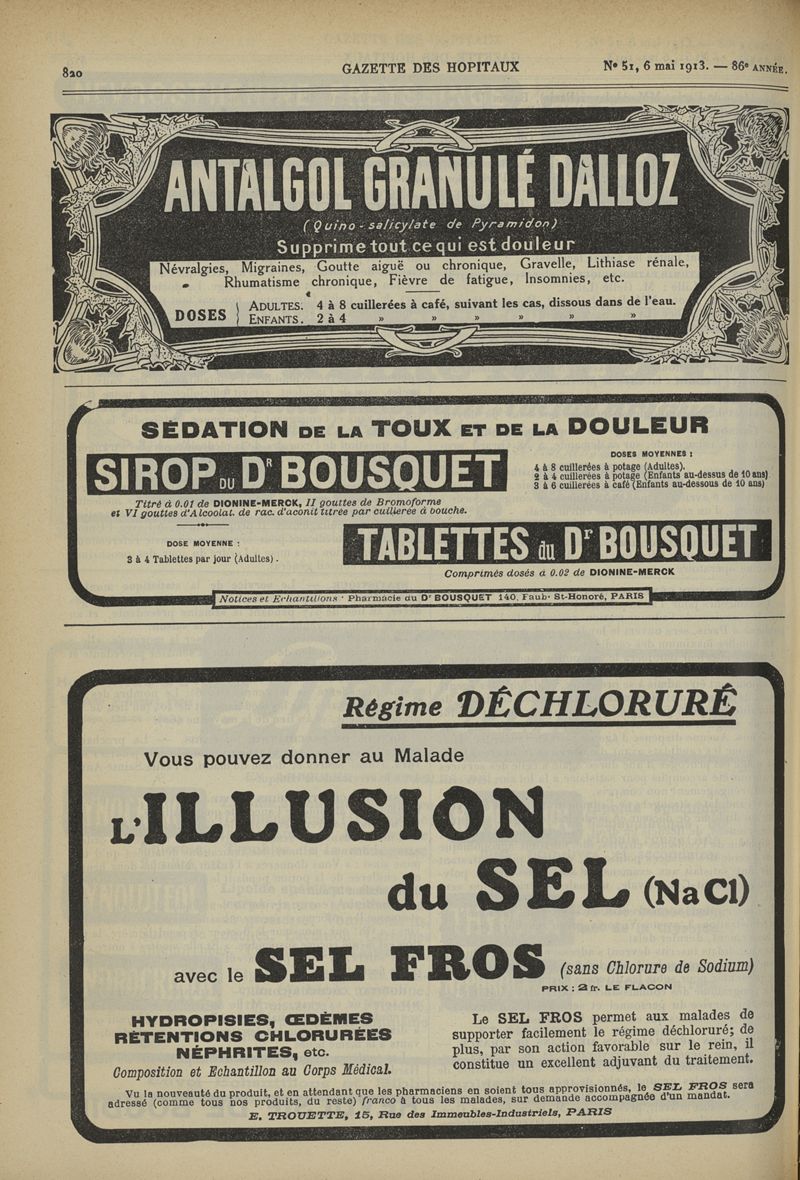 820
GAZETTE DES HOPITAUX
N° 51, 6 mai 1913. — 86e ANNÉE.
ANTALGOL GRANULÉ DALLOZ
(Quino-salicylate de Pyramidon)
Supprime tout ce qui est douleur
Névralgies, Migraines, Goutte aiguë ou chronique, Gravelle, Lithiase rénale,
Rhumatisme chronique, Fièvre de fatigue, Insomnies, etc.
DOSES
ADULTES. 4 à 8 cuillerées à café, suivant les cas, dissous dans de l'eau.
ENFANTS. 2 à 4 » » » » » »
SÉDATION DE LA TOUX ET DE LA DOULEUR
SIROP DU Dr BOUSQUET
DOSES MOYENNES :
4 à 8 cuillerées à potage (Adultes).
2 à 4 cuillerées à potage (Enfants au-dessus de 10 ans)
3 à 6 cuillerées à café (Enfants au-dessous de 10 ans)
Titré à 0.01 de DIONINE-MERCK, II gouttes de Bromoforme
et VI gouttes d'Alcoolat. de rac. d'aconit titrée par cuillerée à bouche.
DOSE MOYENNE :
3 à 4 Tablettes par jour (Adultes).
TABLETTES du Dr BOUSQUET
Comprimés dosés à 0.02 de DIONINE-MERCK
Notices et Echantillons : Pharmacie du Dr BOUSQUET 140, Faub. St-Honoré, PARIS
Régime DÉCHLORURÉ
Vous pouvez donner au Malade
L'ILLUSION
du SEL (NaCl)
avec le SEL FROS (sans Chlorure de Sodium)
PRIX : 2 fr. LE FLACON
HYDROPISIES, ŒDÈMES
RÉTENTIONS CHLORURÉES
NÉPHRITES, etc.
Composition et Echantillon au Corps Médical.
Le SEL FROS permet aux malades de
supporter facilement le régime déchloruré; de
plus, par son action favorable sur le rein, il
constitue un excellent adjuvant du traitement.
Vu la nouveauté du produit, et en attendant que les pharmaciens en soient tous approvisionnés, le SEL FROS sera
adressé (comme tous nos produits, du reste) franco à tous les malades, sur demande accompagnée d'un mandat.
E. TROUETTE, 15, Rue des Immeubles-Industriels, PARIS